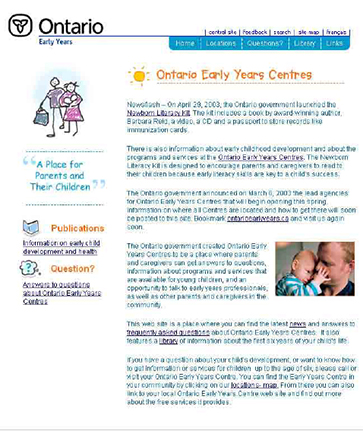 Ontario
Early Years
| central site | feedback | search | site map | français |
Home Locations Questions? Library Links
Ontario Early Years Centres
Newsflash – On April 29, 2003, the Ontario government launched the
Newborn Literacy Kit. The kit includes a book by award-winning author,
Barbara Reid, a video, a CD and a passport to store records like
immunization cards.
There is also information about early childhood development and about the
programs and services at the Ontario Early Years Centres. The Newborn
Literacy Kit is designed to encourage parents and caregivers to read to
their children because early literacy skills are key to a child's success.
The Ontario government announced on March 6, 2003 the lead agencies
for Ontario Early Years Centres that will begin opening this spring.
Information on where all Centres are located and how to get there will soon
be posted to this site. Bookmark ontarioearlyyears.ca and visit us again
soon.
The Ontario government created Ontario Early
Years Centres to be a place where parents
and caregivers can get answers to questions,
information about programs and services that
are available for young children, and an
opportunity to talk to early years professionals,
as well as other parents and caregivers in the
community.
This web site is a place where you can find the latest news and answers to
frequently asked questions about Ontario Early Years Centres. It also
features a library of information about the first six years of your child's life.
If you have a question about your child's development, or want to know how
to get information or services for children up to the age of six, please call or
visit your Ontario Early Years Centre. You can find the Early Years Centre in
your community by clicking on our locations- map. From there you can also
link to your local Ontario Early Years Centre web site and find out more
about the free services it provides.
“A Place for
Parents and
Their Children”
Publications
Information on early child
development and health
Question?
Answers to questions
about Ontario Early Years
Centres